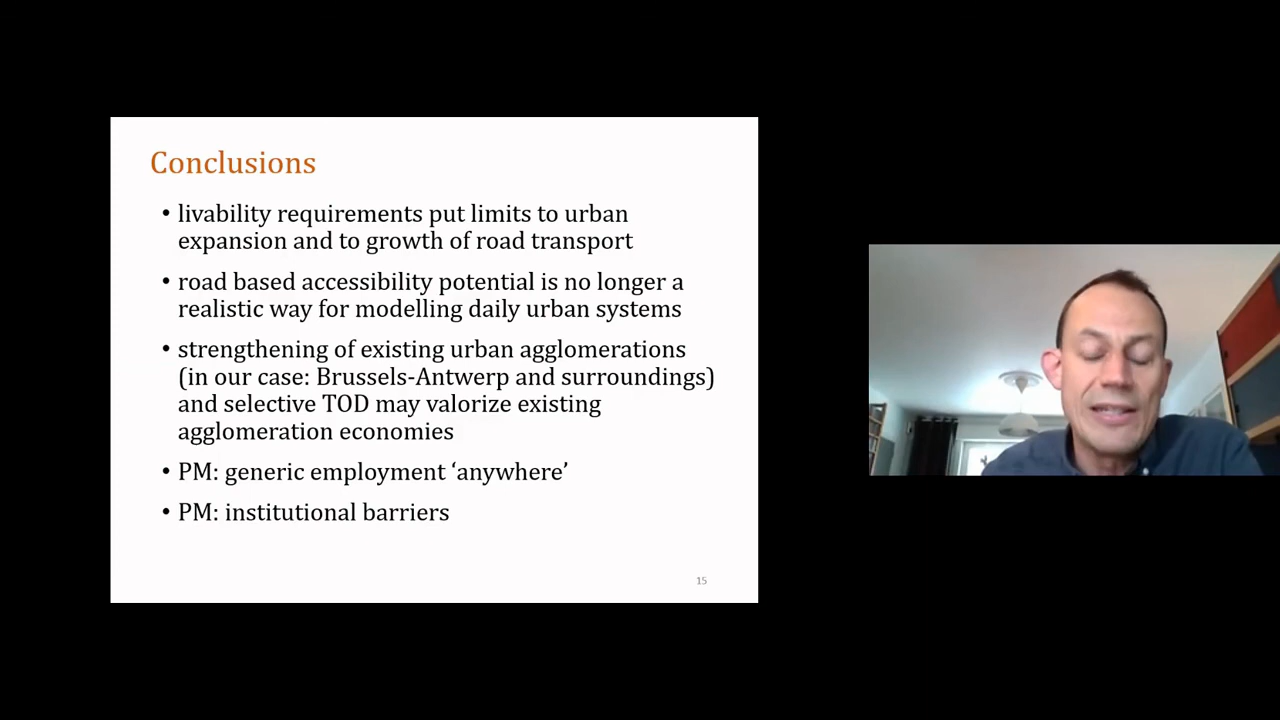 Conclusions
• livability requirements put limits to urban
expansion and to growth of road transport
• road based accessibility potential is no longer a
realistic way for modelling daily urban systems
• strengthening of existing urban agglomerations
(in our case: Brussels-Antwerp and surroundings)
and selective TOD may valorize existing
agglomeration economies
• PM: generic employment ‘anywhere’
• PM: institutional barriers
15